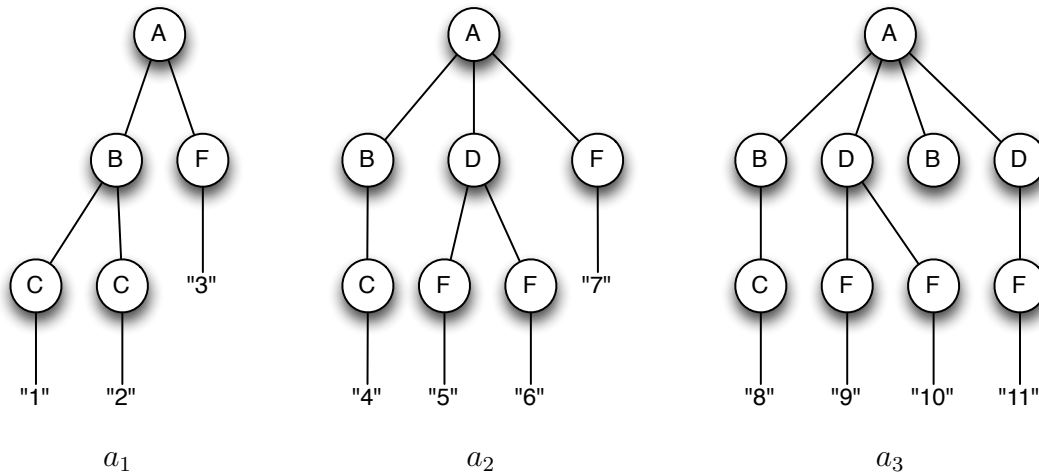 A A A
B F B D F B D B D
C C "3" C F F "7" C F F F
"1" "2" "4" "5" "6" "8" "9" "10" "11"
a1 a2 a3